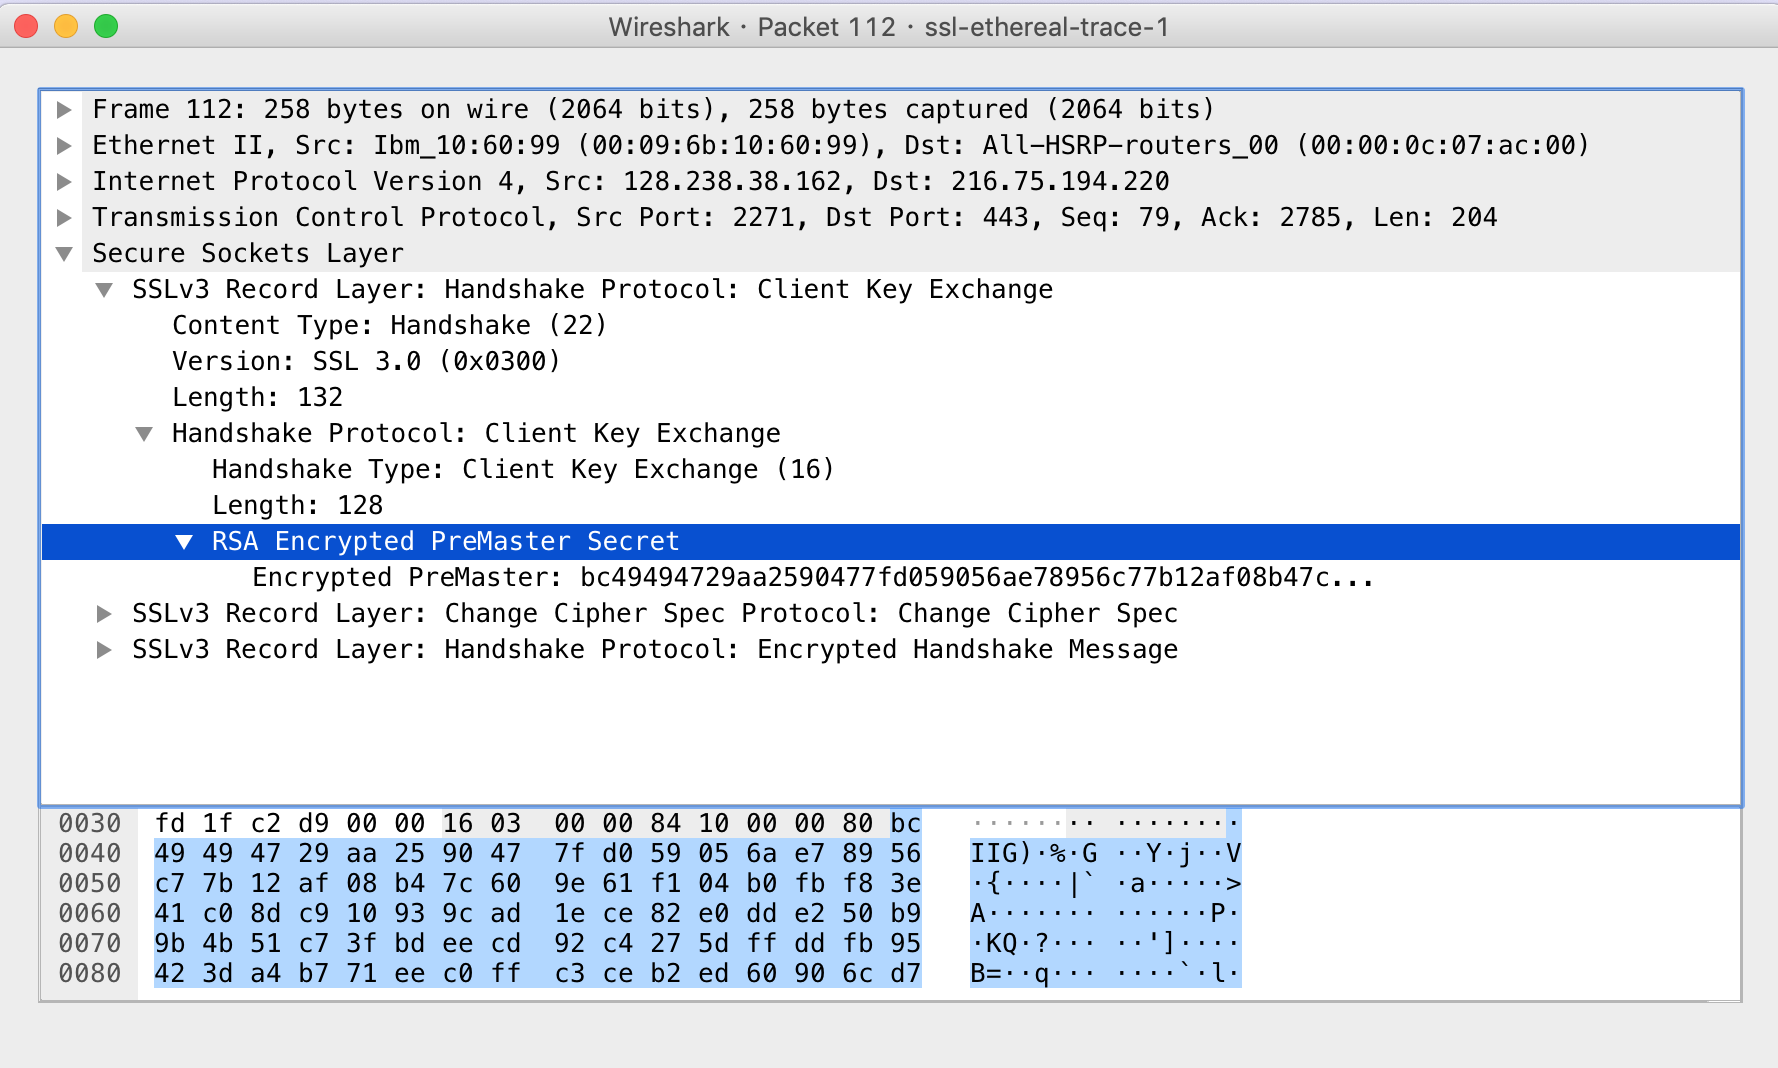 Wireshark · Packet 112 · ssl-ethereal-trace-1
Frame 112: 258 bytes on wire (2064 bits), 258 bytes captured (2064 bits)
Ethernet II, Src: Ibm_10:60:99 (00:09:6b:10:60:99), Dst: All-HSRP-routers_00 (00:00:0c:07:ac:00)
Internet Protocol Version 4, Src: 128.238.38.162, Dst: 216.75.194.220
Transmission Control Protocol, Src Port: 2271, Dst Port: 443, Seq: 79, Ack: 2785, Len: 204
Secure Sockets Layer
SSLv3 Record Layer: Handshake Protocol: Client Key Exchange
Content Type: Handshake (22)
Version: SSL 3.0 (0x0300)
Length: 132
Handshake Protocol: Client Key Exchange
Handshake Type: Client Key Exchange (16)
Length: 128
RSA Encrypted PreMaster Secret
Encrypted PreMaster: bc49494729aa2590477fd059056ae78956c77b12af08b47c...
SSLv3 Record Layer: Change Cipher Spec Protocol: Change Cipher Spec
SSLv3 Record Layer: Handshake Protocol: Encrypted Handshake Message
0030 fd 1f c2 d9 00 00 16 03 00 00 84 10 00 00 80 bc ········ ········
0040 49 49 47 29 aa 25 90 47 7f d0 59 05 6a e7 89 56 IIG)·%·G ··Y·j··V
0050 c7 7b 12 af 08 b4 7c 60 9e 61 f1 04 b0 fb f8 3e ·{····|` ·a·····>
0060 41 c0 8d c9 10 93 9c ad 1e ce 82 e0 dd e2 50 b9 A······· ······P·
0070 9b 4b 51 c7 3f bd ee cd 92 c4 27 5d ff dd fb 95 ·KQ·?··· ··']····
0080 42 3d a4 b7 71 ee c0 ff c3 ce b2 ed 60 90 6c d7 B=··q··· ····`·l·